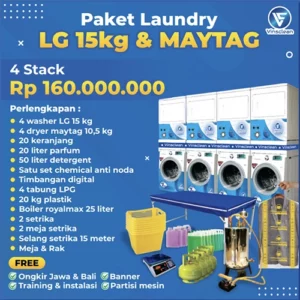 Paket Laundry
LG 15kg & MAYTAG
Vinisclean
4 Stack
Rp 160.000.000
Perlengkapan :
• 4 washer LG 15 kg
• 4 dryer maytag 10,5 kg
• 20 keranjang
• 20 liter parfum
• 50 liter detergent
• Satu set chemical anti noda
• Timbangan digital
• 4 tabung LPG
• 20 kg plastik
• Boiler royalmax 25 liter
• 2 setrika
• 2 meja setrika
• Selang setrika 15 meter
• Meja & Rak
FREE
Ongkir Jawa & Bali
Banner
Training & instalasi
Partisi mesin